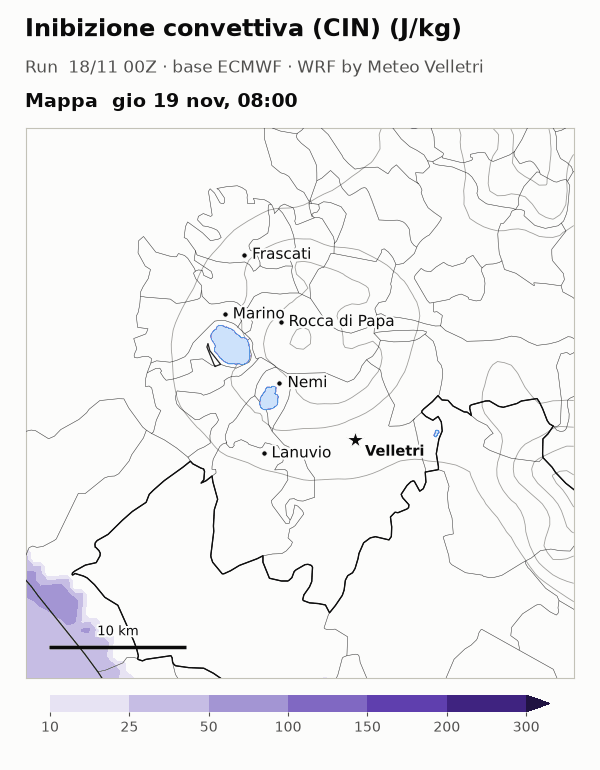 Inibizione convettiva (CIN) (J/kg)
Run  18/11 00Z · base ECMWF · WRF by Meteo Velletri
Mappa  gio 19 nov, 08:00
Frascati
Marino
Rocca di Papa
Nemi
Velletri
Lanuvio
10 km
10 25 50 100 150 200 300